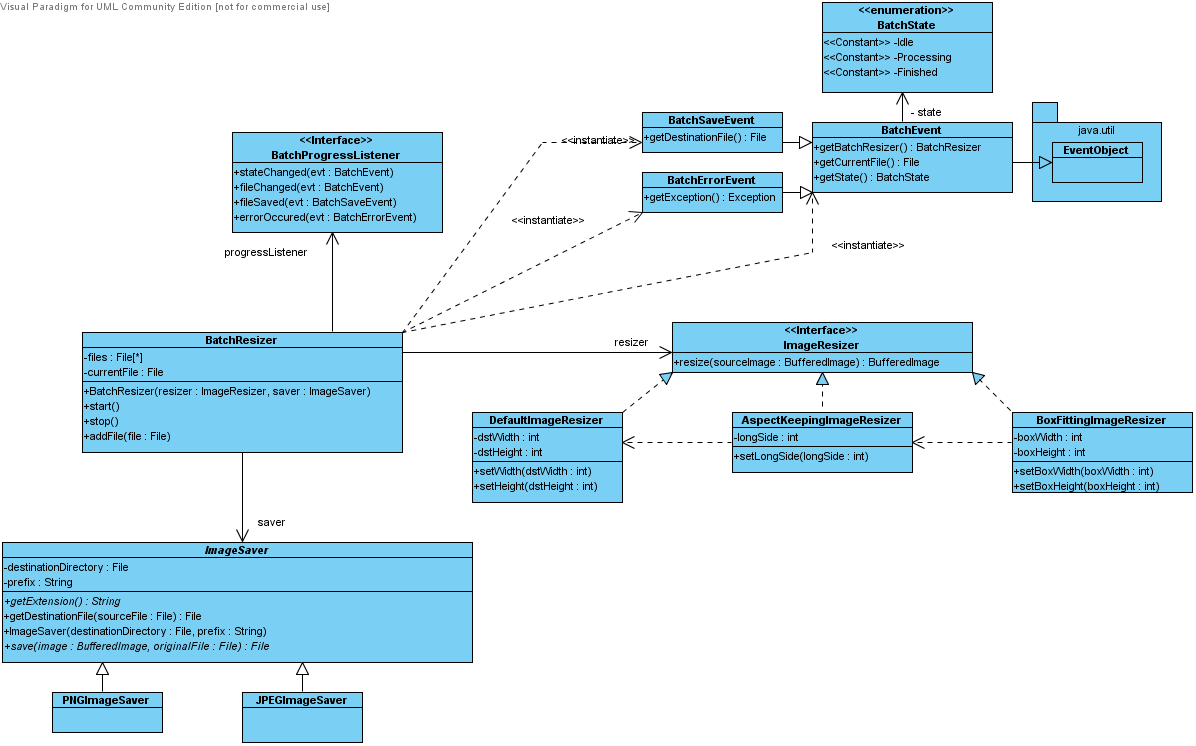 Visual Paradigm for UML Community Edition [not for commercial use]
<<enumeration>>
BatchState
<<Constant>> -Idle
<<Constant>> -Processing
<<Constant>> -Finished
- state
BatchSaveEvent
+getDestinationFile() : File
<<instantiate>>
BatchEvent
+getBatchResizer() : BatchResizer
+getCurrentFile() : File
+getState() : BatchState
java.util
EventObject
<<Interface>>
BatchProgressListener
+stateChanged(evt : BatchEvent)
+fileChanged(evt : BatchEvent)
+fileSaved(evt : BatchSaveEvent)
+errorOccured(evt : BatchErrorEvent)
BatchErrorEvent
+getException() : Exception
<<instantiate>>
<<instantiate>>
progressListener
BatchResizer
-files : File[*]
-currentFile : File
+BatchResizer(resizer : ImageResizer, saver : ImageSaver)
+start()
+stop()
+addFile(file : File)
resizer
<<Interface>>
ImageResizer
+resize(sourceImage : BufferedImage) : BufferedImage
DefaultImageResizer
-dstWidth : int
-dstHeight : int
+setWidth(dstWidth : int)
+setHeight(dstHeight : int)
AspectKeepingImageResizer
-longSide : int
+setLongSide(longSide : int)
BoxFittingImageResizer
-boxWidth : int
-boxHeight : int
+setBoxWidth(boxWidth : int)
+setBoxHeight(boxHeight : int)
saver
ImageSaver
-destinationDirectory : File
-prefix : String
+getExtension() : String
+getDestinationFile(sourceFile : File) : File
+ImageSaver(destinationDirectory : File, prefix : String)
+save(image : BufferedImage, originalFile : File) : File
PNGImageSaver
JPEGImageSaver